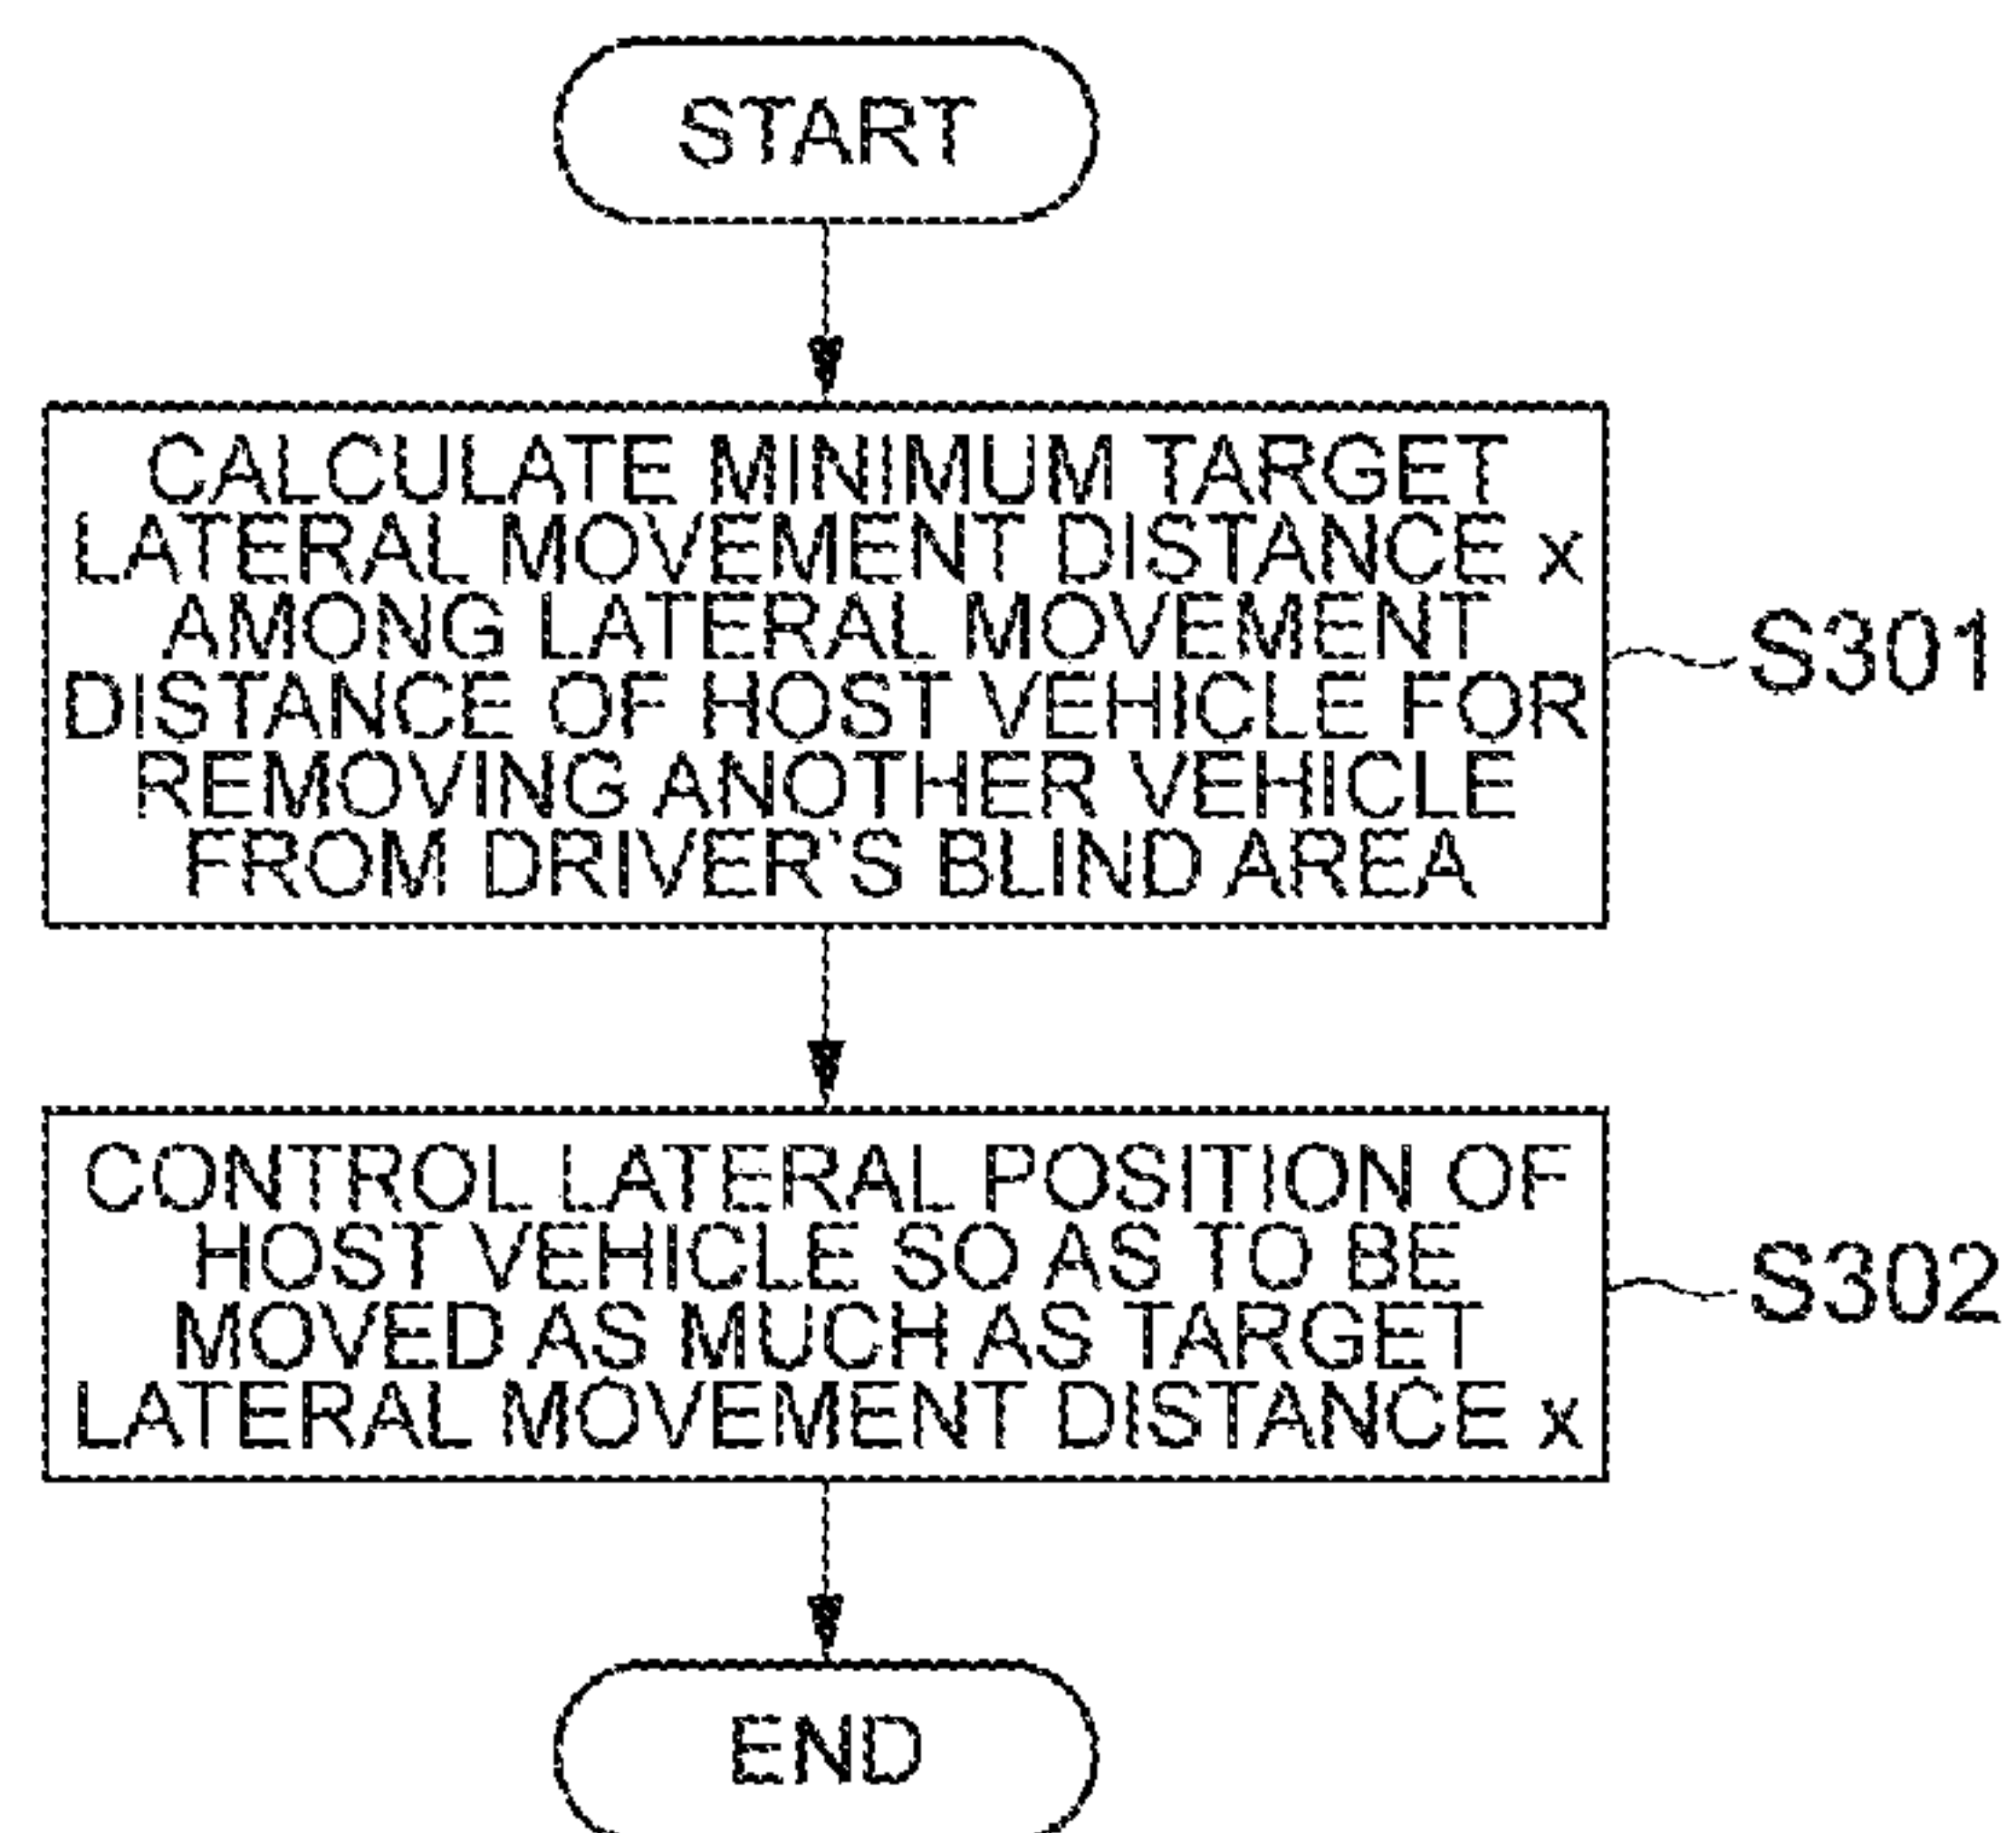 START
CALCULATE MINIMUM TARGET
LATERAL MOVEMENT DISTANCE x
AMONG LATERAL MOVEMENT
DISTANCE OF HOST VEHICLE FOR
REMOVING ANOTHER VEHICLE
FROM DRIVER'S BLIND AREA
S301
CONTROL LATERAL POSITION OF
HOST VEHICLE SO AS TO BE
MOVED AS MUCH AS TARGET
LATERAL MOVEMENT DISTANCE x
S302
END